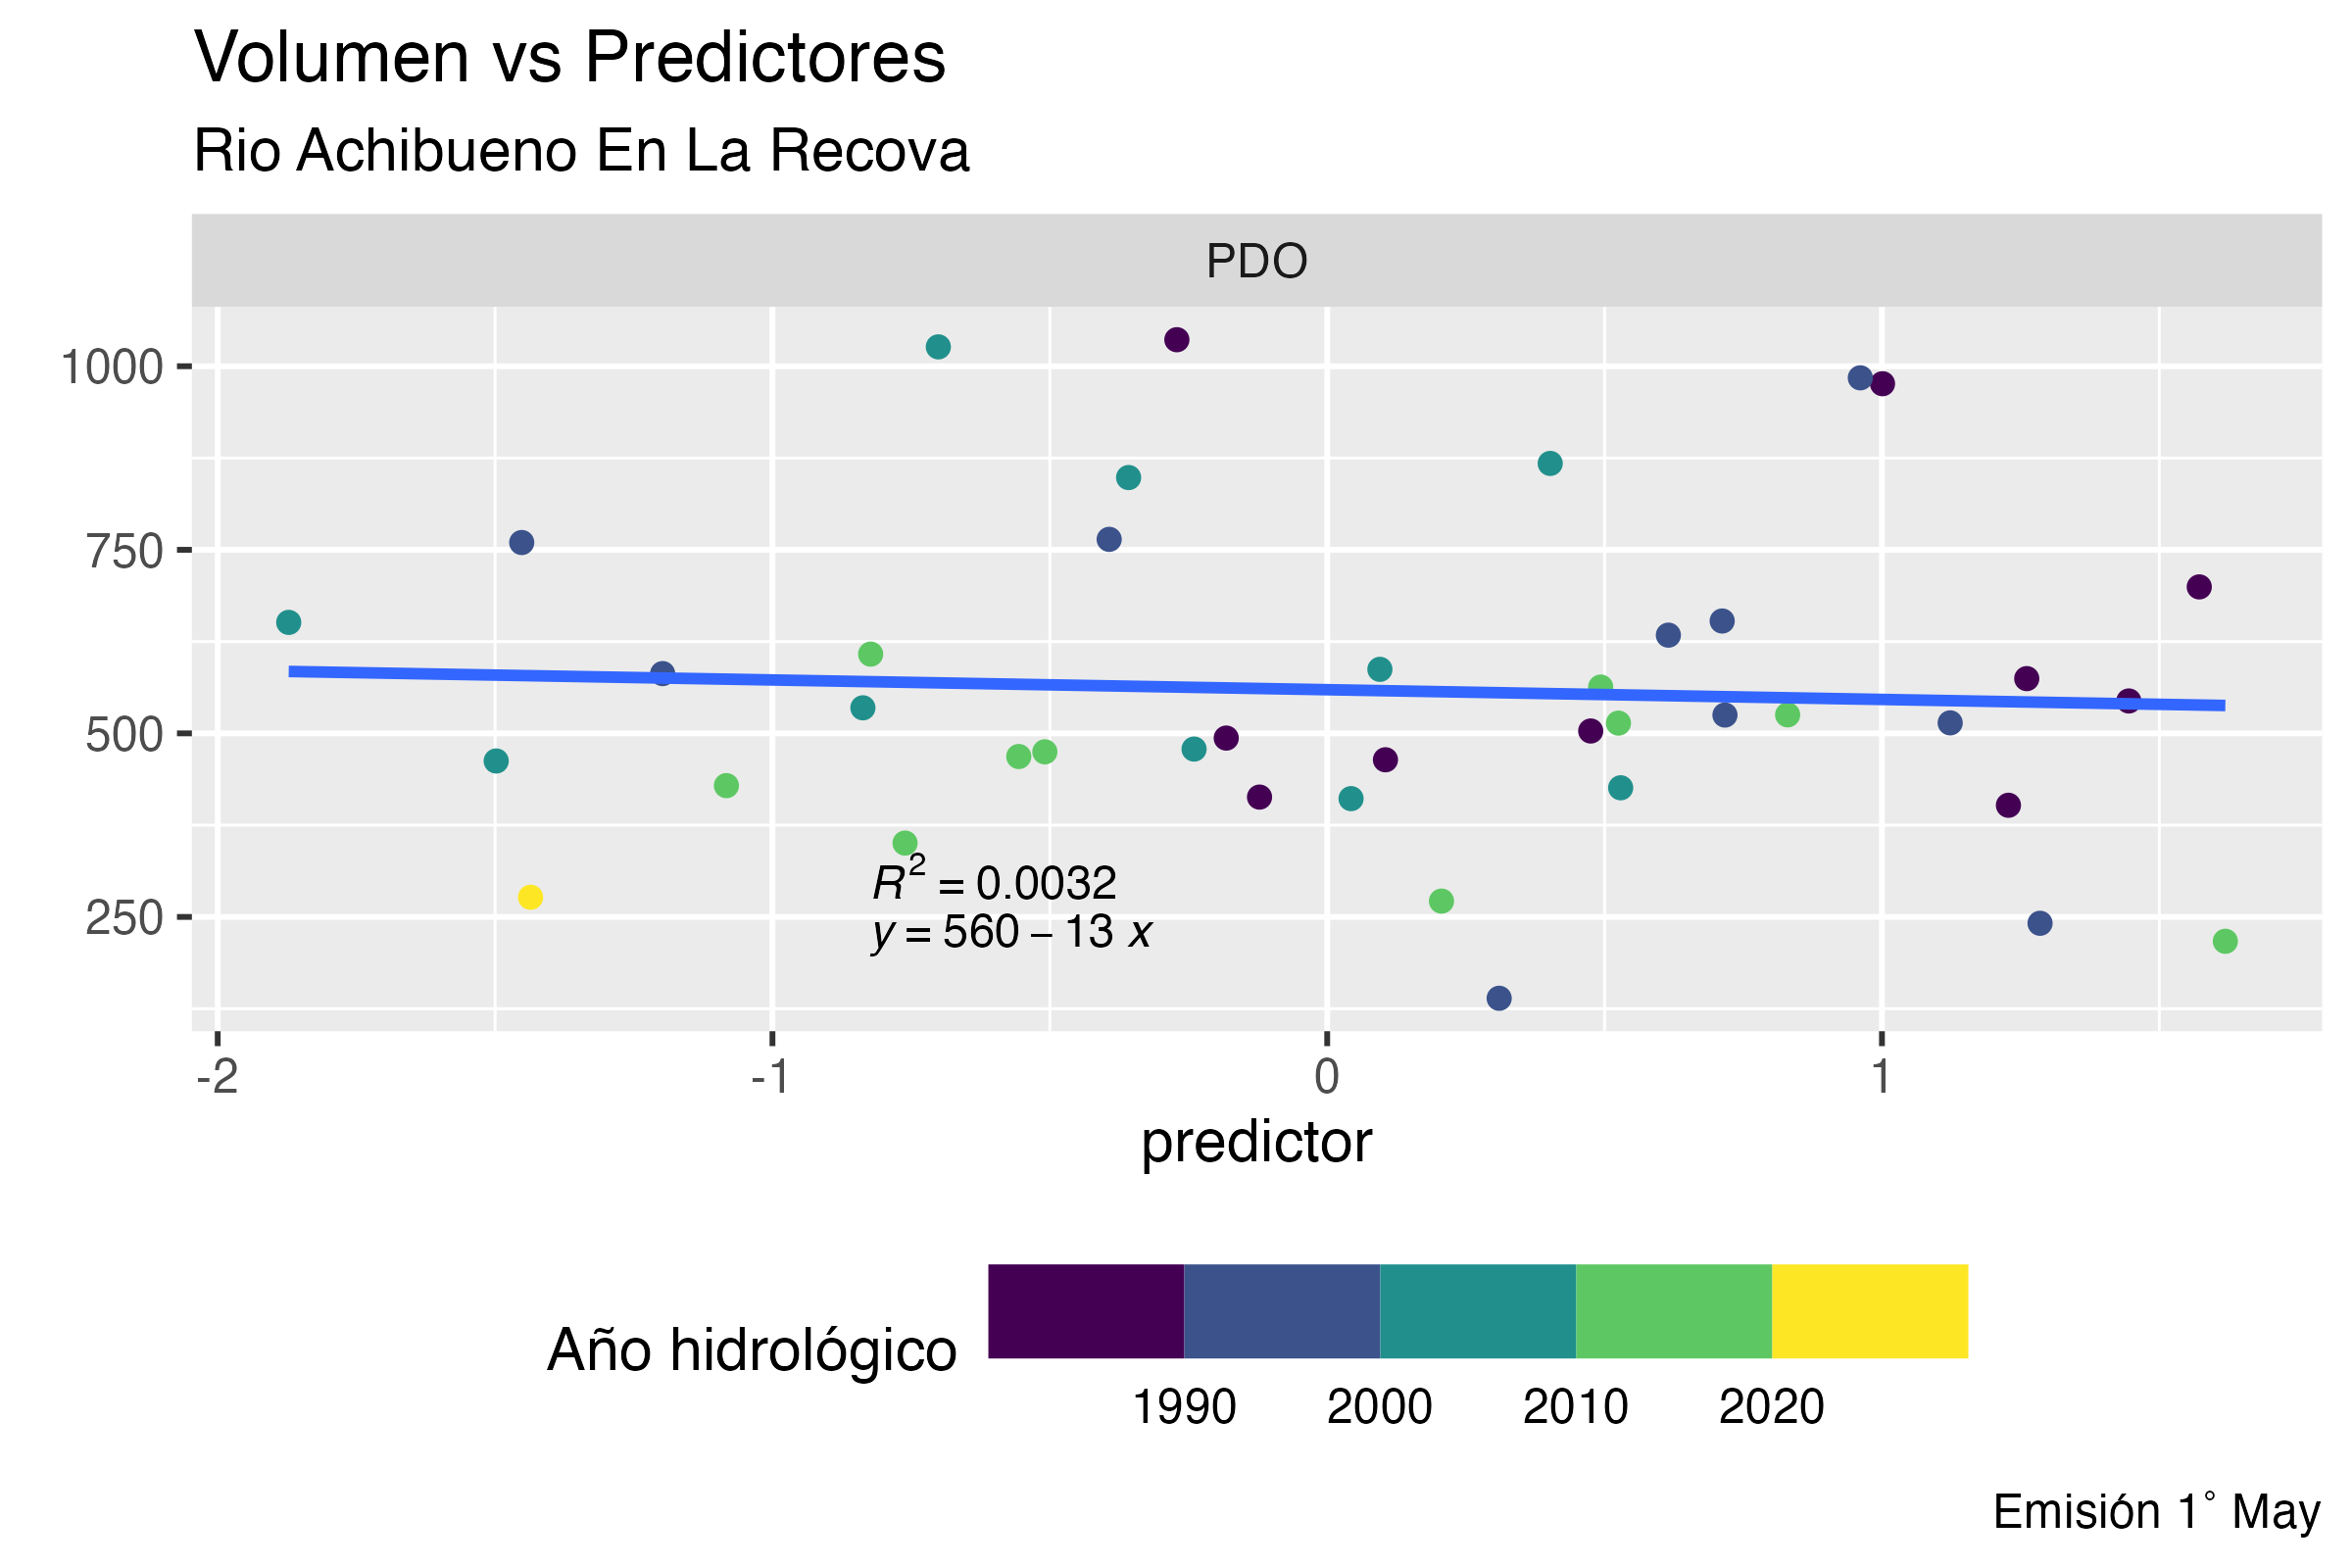 Volumen vs Predictores
Rio Achibueno En La Recova
PDO
1000
750
500
250
R² = 0.0032
y = 560 − 13 x
-2 -1 0 1
predictor
Año hidrológico
1990 2000 2010 2020
Emisión 1° May